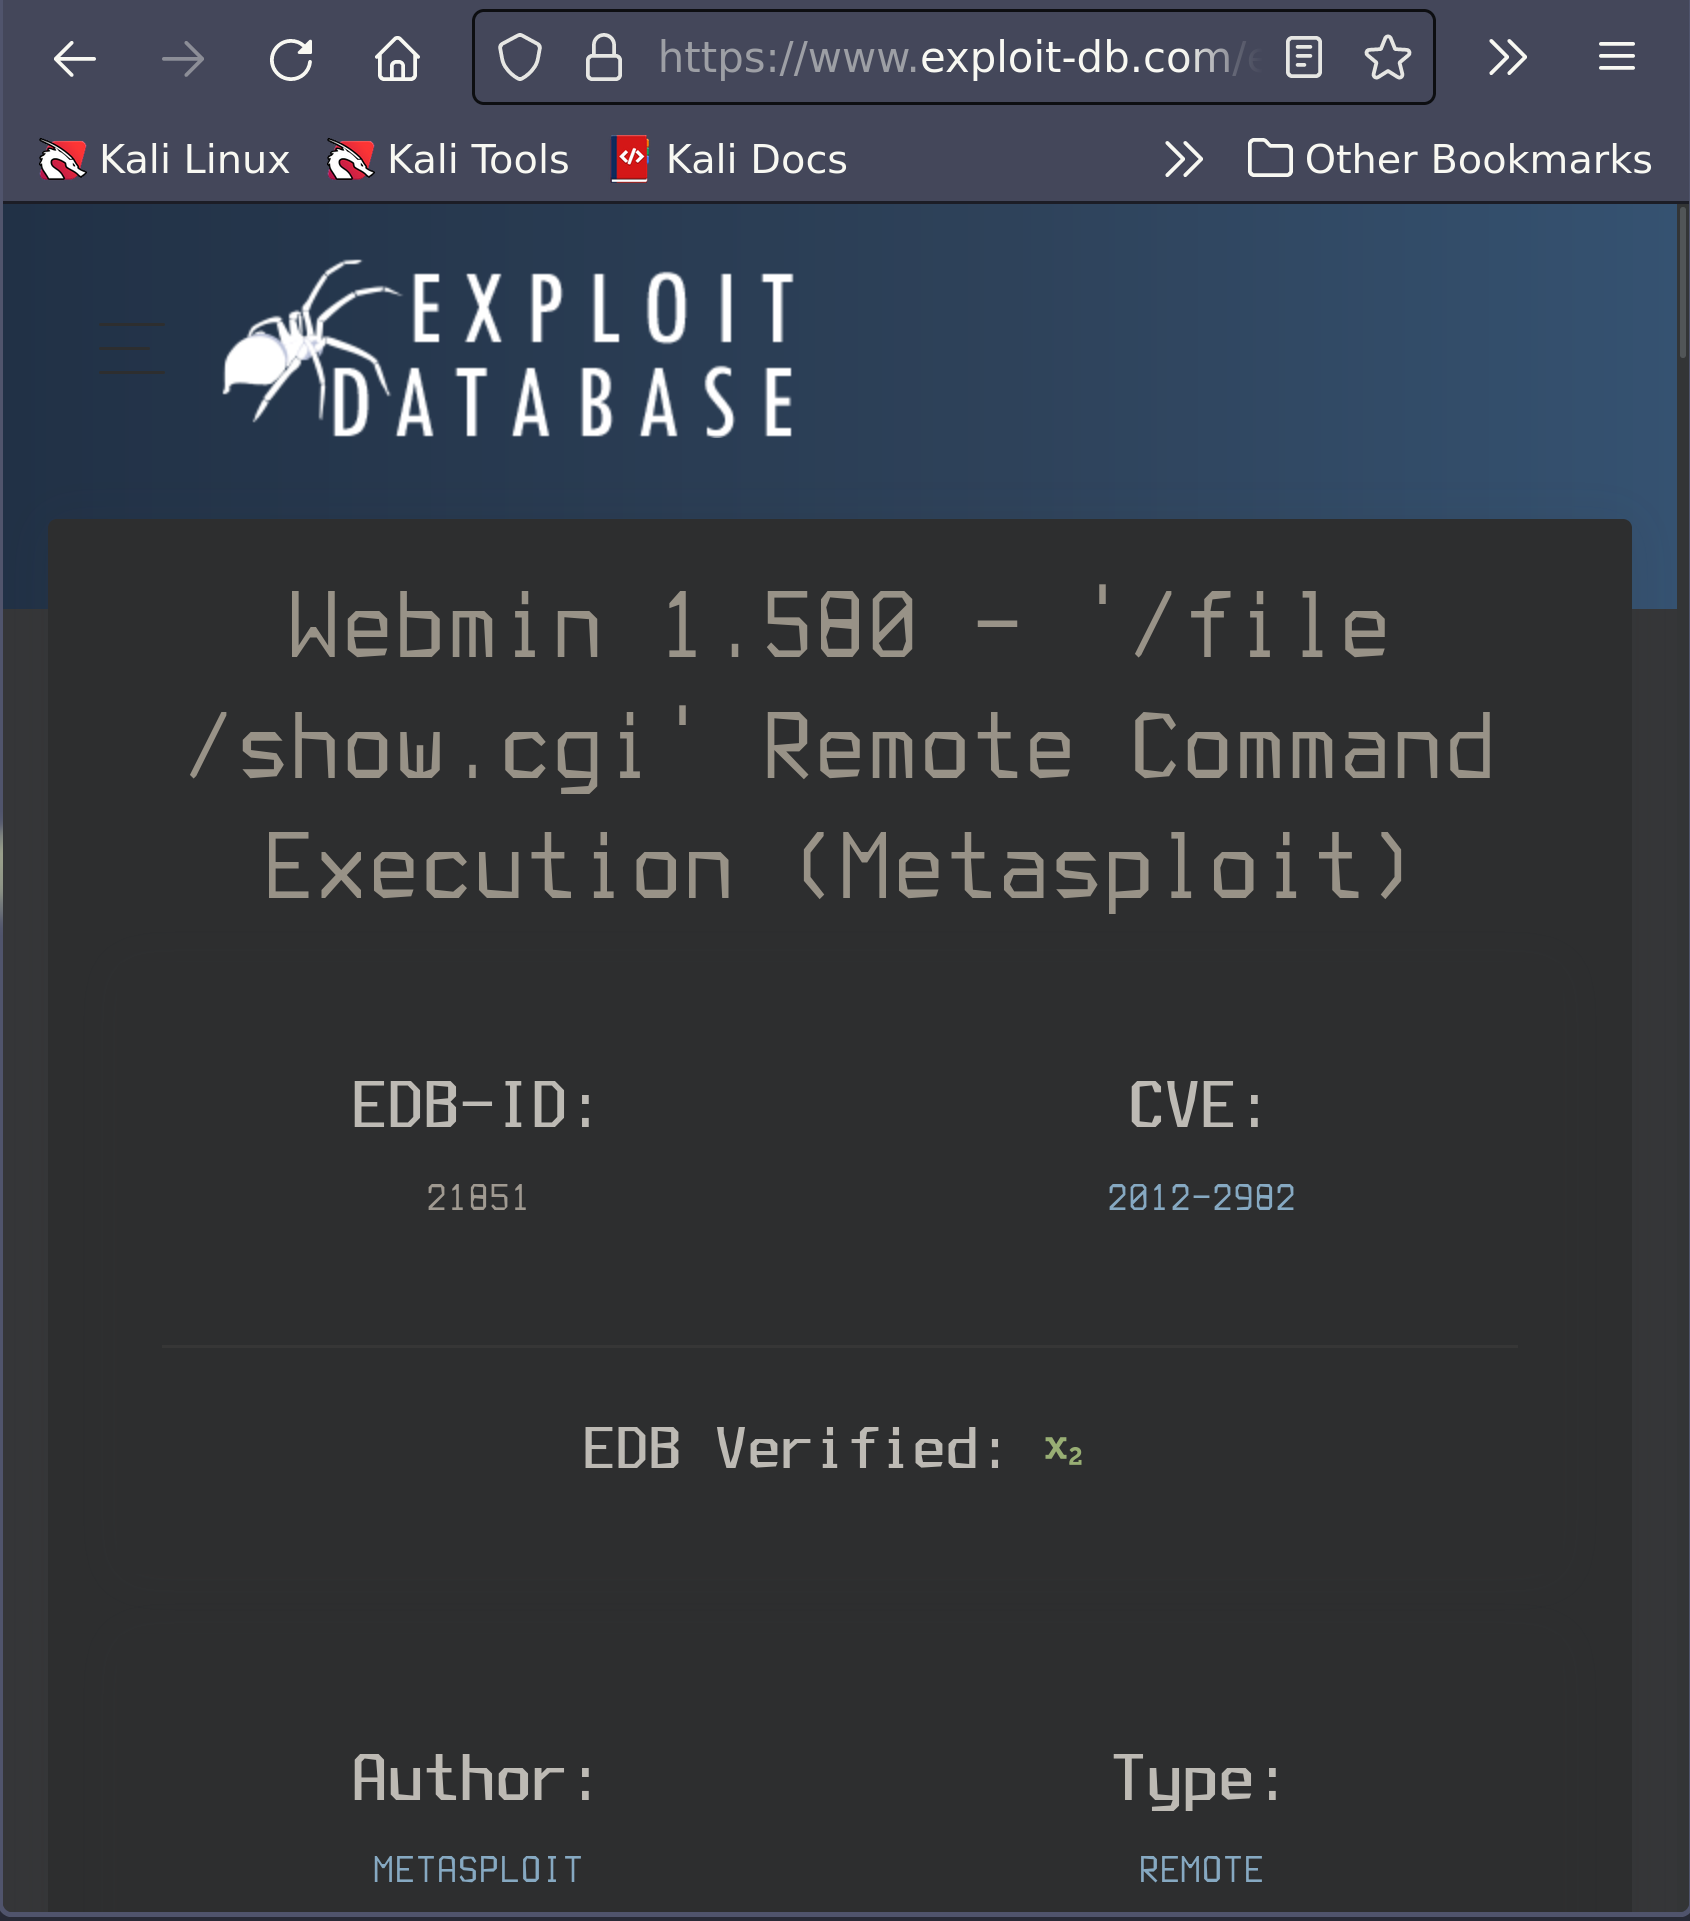 https://www.exploit-db.com/e
Kali Linux Kali Tools Kali Docs Other Bookmarks
EXPLOIT
DATABASE
Webmin 1.580 - '/file
/show.cgi' Remote Command
Execution (Metasploit)
EDB-ID: CVE:
21851 2012-2982
EDB Verified: x₂
Author: Type:
METASPLOIT REMOTE